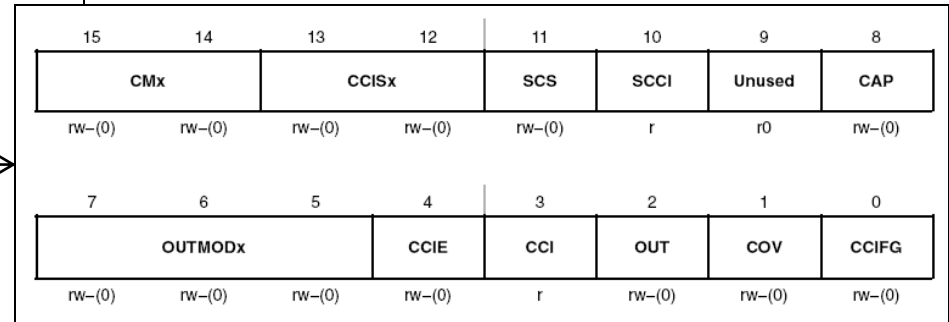 15 14 13 12 11 10 9 8
CMx CCISx SCS SCCI Unused CAP
rw–(0) rw–(0) rw–(0) rw–(0) rw–(0) r r0 rw–(0)
7 6 5 4 3 2 1 0
OUTMODx CCIE CCI OUT COV CCIFG
rw–(0) rw–(0) rw–(0) rw–(0) r rw–(0) rw–(0) rw–(0)